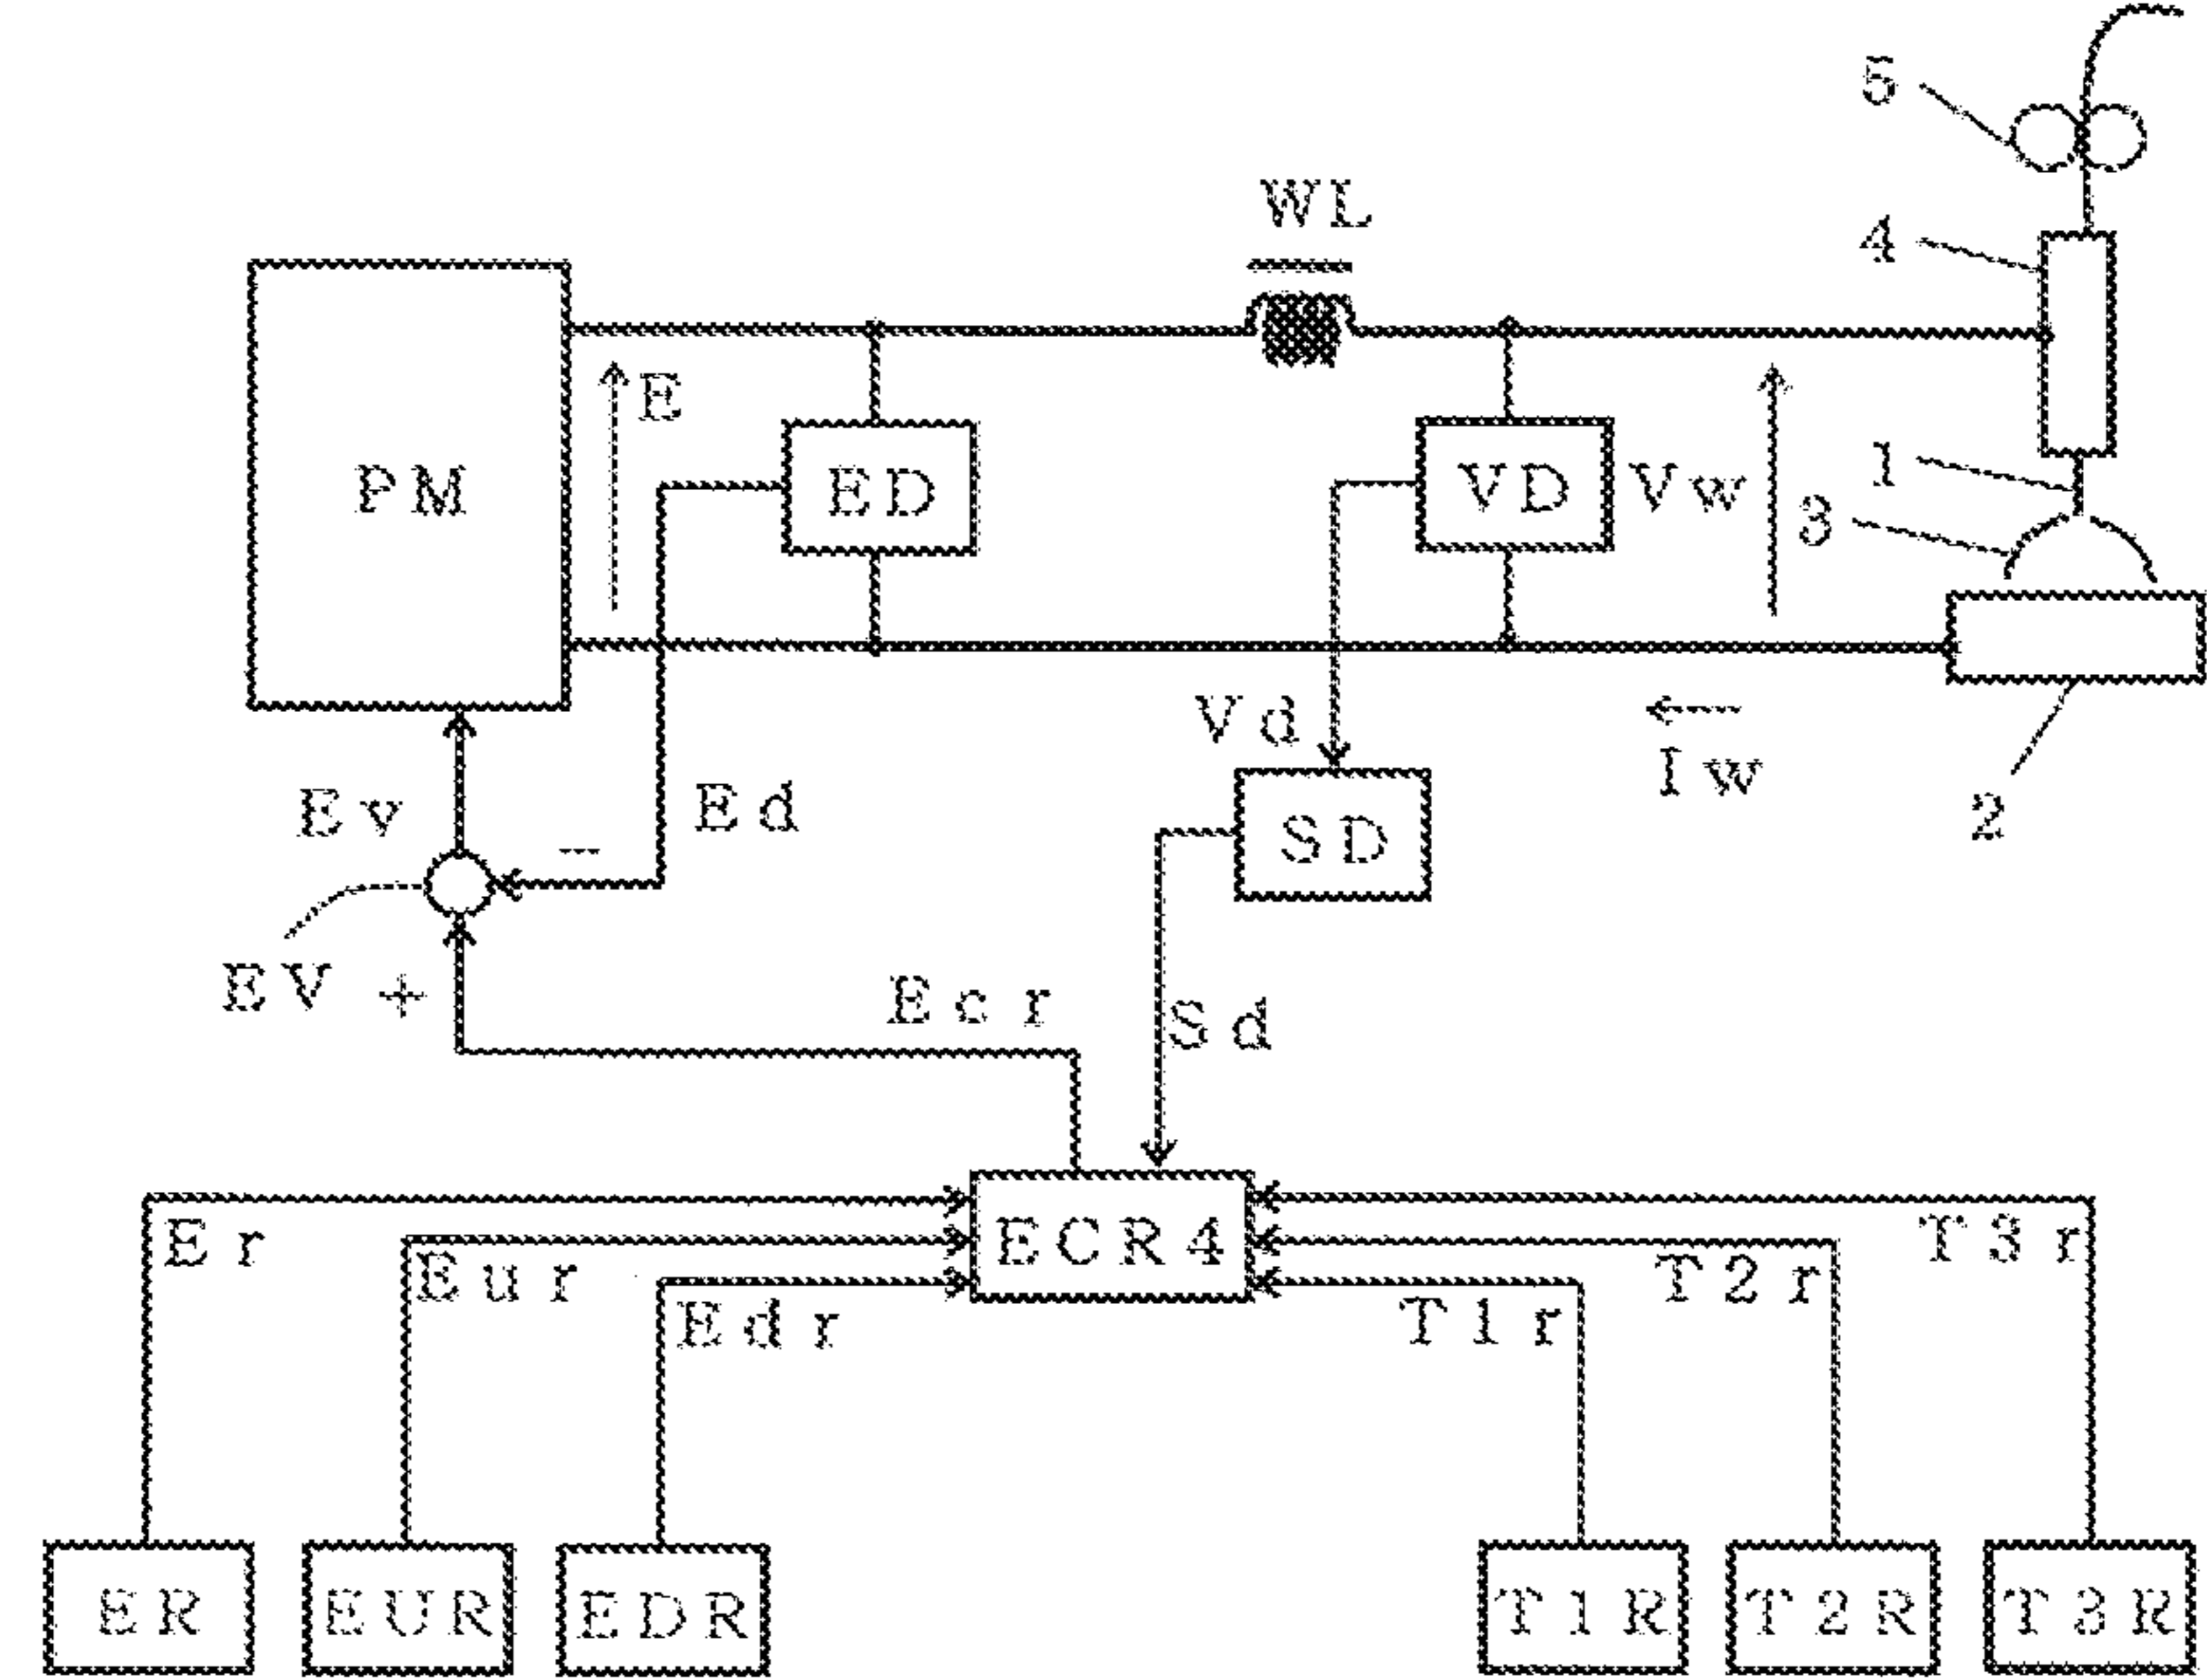 5
WL
4
E
PM
ED
VD
Vw
1
3
Vd
Iw
Ev
Ed
2
SD
−
EV
+
Ecr
Sd
Er
ECR4
T3r
Eur
T2r
Edr
T1r
ER
EUR
EDR
T1R
T2R
T3R